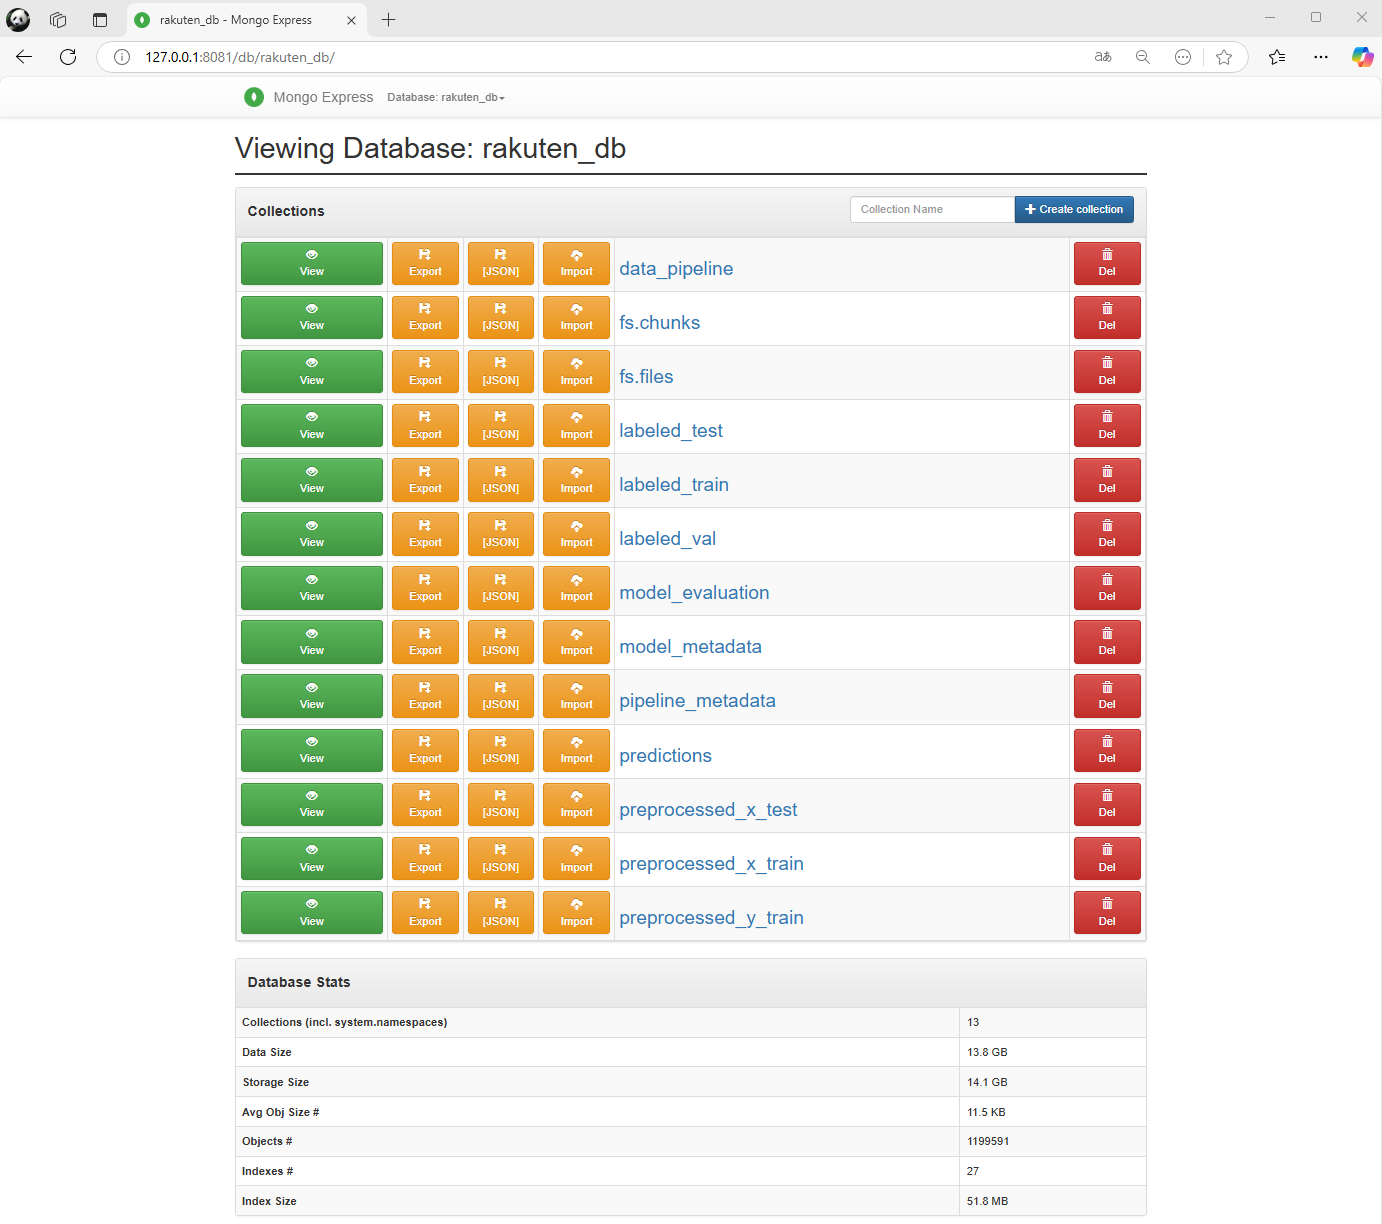 rakuten_db - Mongo Express
127.0.0.1:8081/db/rakuten_db/
Mongo Express Database: rakuten_db
Viewing Database: rakuten_db
Collections Collection Name Create collection
View Export [JSON] Import data_pipeline Del
View Export [JSON] Import fs.chunks Del
View Export [JSON] Import fs.files Del
View Export [JSON] Import labeled_test Del
View Export [JSON] Import labeled_train Del
View Export [JSON] Import labeled_val Del
View Export [JSON] Import model_evaluation Del
View Export [JSON] Import model_metadata Del
View Export [JSON] Import pipeline_metadata Del
View Export [JSON] Import predictions Del
View Export [JSON] Import preprocessed_x_test Del
View Export [JSON] Import preprocessed_x_train Del
View Export [JSON] Import preprocessed_y_train Del
Database Stats
Collections (incl. system.namespaces) 13
Data Size 13.8 GB
Storage Size 14.1 GB
Avg Obj Size # 11.5 KB
Objects # 1199591
Indexes # 27
Index Size 51.8 MB